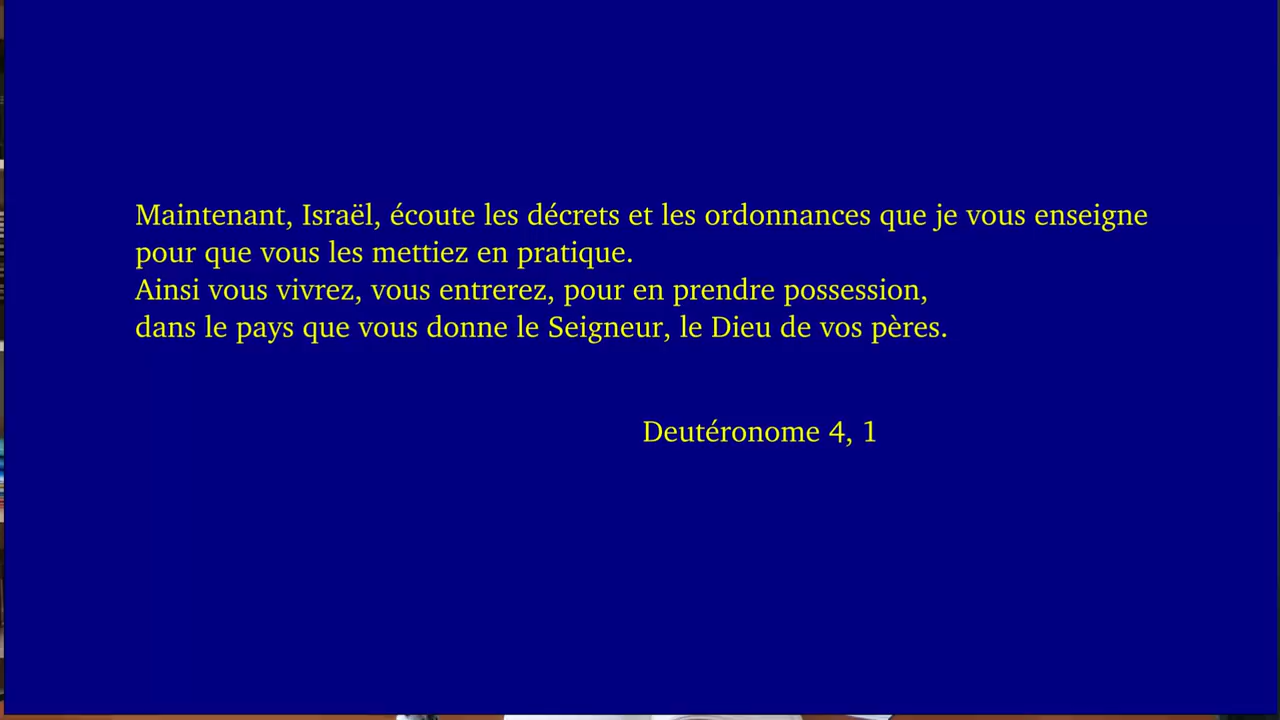 Maintenant, Israël, écoute les décrets et les ordonnances que je vous enseigne
pour que vous les mettiez en pratique.
Ainsi vous vivrez, vous entrerez, pour en prendre possession,
dans le pays que vous donne le Seigneur, le Dieu de vos pères.
Deutéronome 4, 1